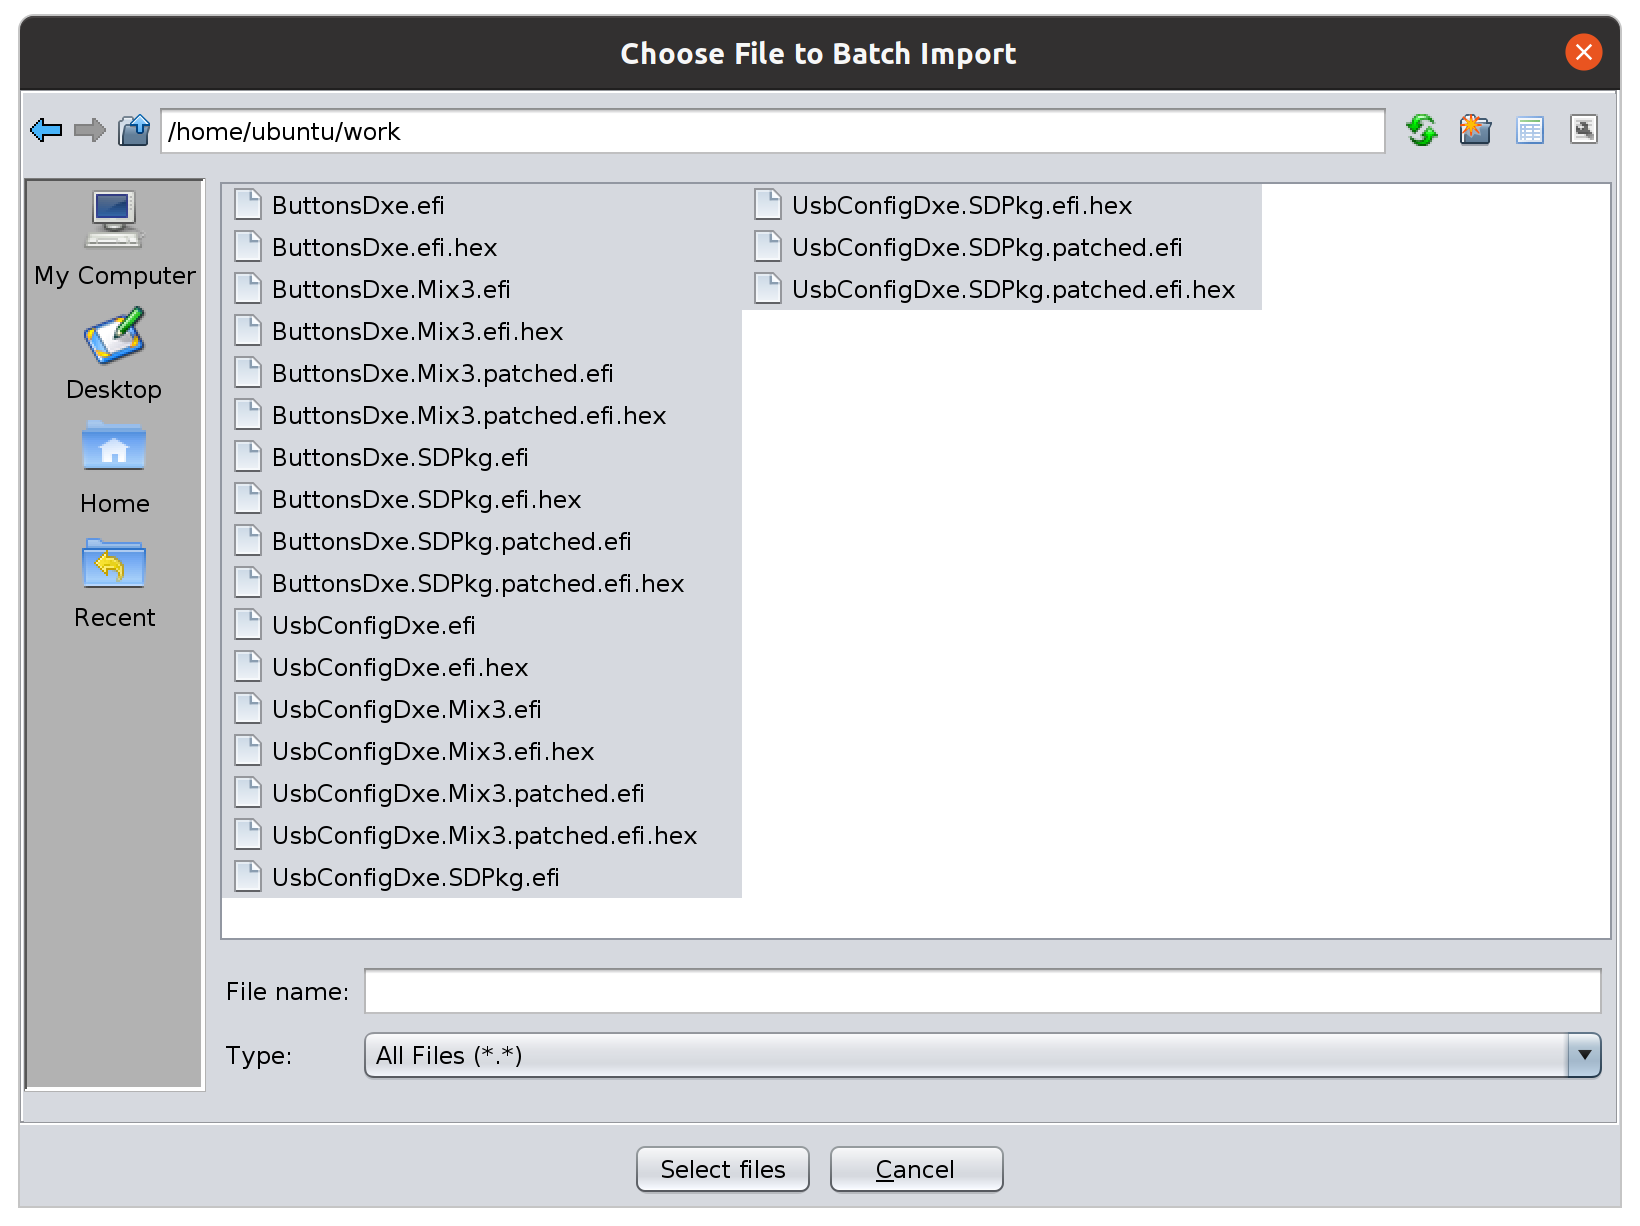 Choose File to Batch Import
/home/ubuntu/work
My Computer
Desktop
Home
Recent
ButtonsDxe.efi
ButtonsDxe.efi.hex
ButtonsDxe.Mix3.efi
ButtonsDxe.Mix3.efi.hex
ButtonsDxe.Mix3.patched.efi
ButtonsDxe.Mix3.patched.efi.hex
ButtonsDxe.SDPkg.efi
ButtonsDxe.SDPkg.efi.hex
ButtonsDxe.SDPkg.patched.efi
ButtonsDxe.SDPkg.patched.efi.hex
UsbConfigDxe.efi
UsbConfigDxe.efi.hex
UsbConfigDxe.Mix3.efi
UsbConfigDxe.Mix3.efi.hex
UsbConfigDxe.Mix3.patched.efi
UsbConfigDxe.Mix3.patched.efi.hex
UsbConfigDxe.SDPkg.efi
UsbConfigDxe.SDPkg.efi.hex
UsbConfigDxe.SDPkg.patched.efi
UsbConfigDxe.SDPkg.patched.efi.hex
File name:
Type:
All Files (*.*)
Select files
Cancel